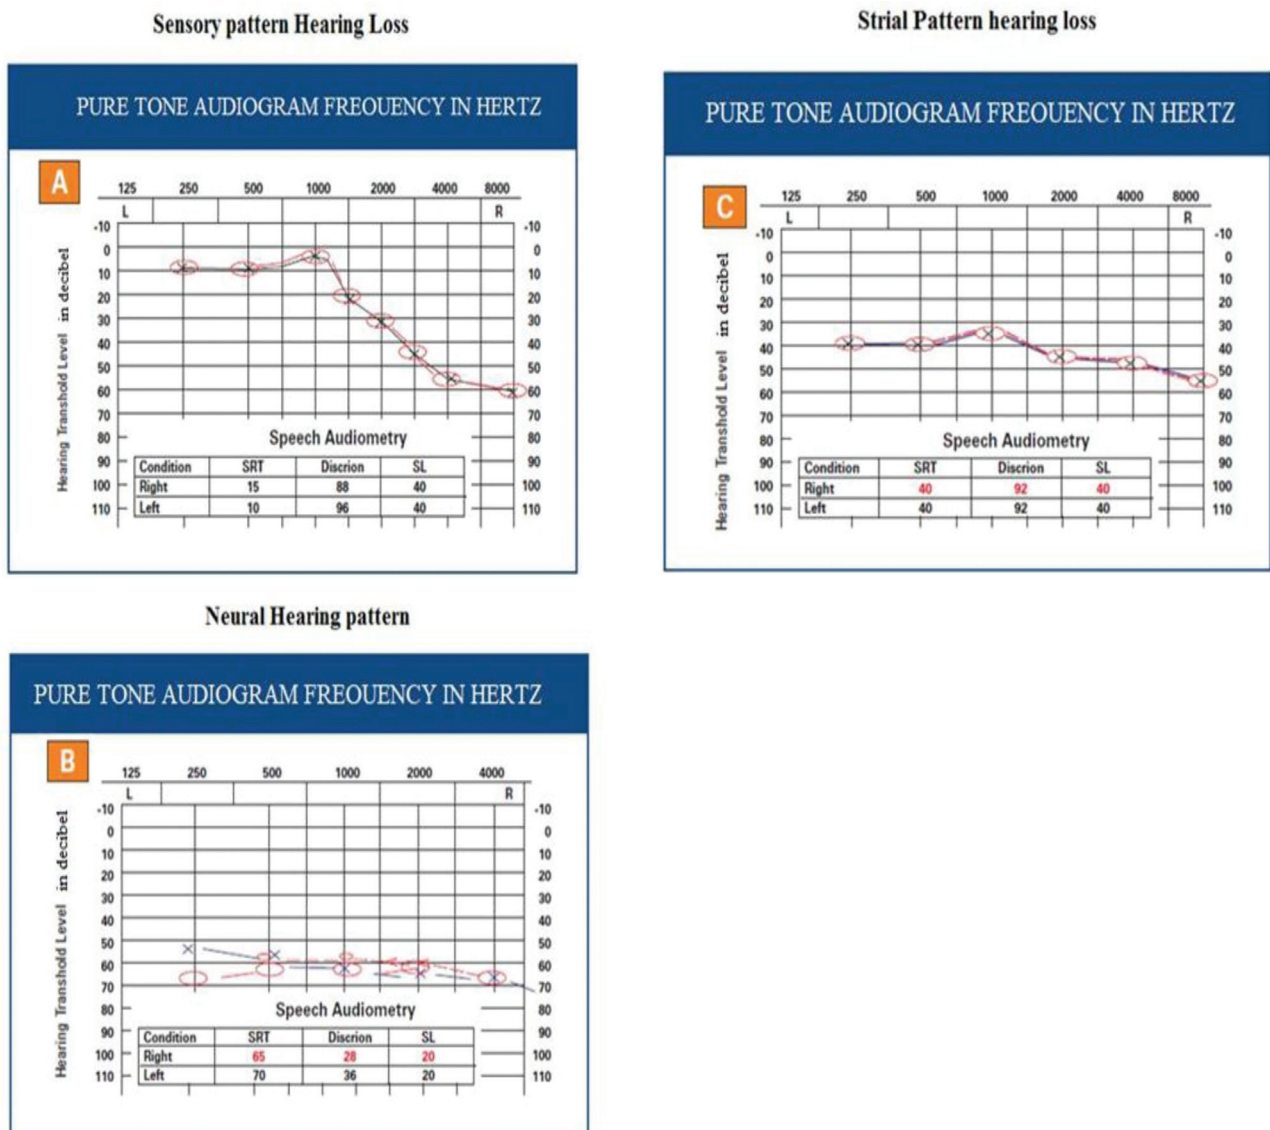 Sensory pattern Hearing Loss
PURE TONE AUDIOGRAM FREOUENCY IN HERTZ
A
125 250 500 1000 2000 4000 8000
L R
-10 -10
0 0
10 10
20 20
30 30
40 40
50 50
60 60
70 70
80 80
90 90
100 100
110 110
Hearing Transhold Level in decibel
Speech Audiometry
Condition SRT Discrion SL
Right 15 88 40
Left 10 96 40
Strial Pattern hearing loss
PURE TONE AUDIOGRAM FREOUENCY IN HERTZ
C
125 250 500 1000 2000 4000 8000
L R
-10 -10
0 0
10 10
20 20
30 30
40 40
50 50
60 60
70 70
80 80
90 90
100 100
110 110
Hearing Transhold Level in decibel
Speech Audiometry
Condition SRT Discrion SL
Right 40 92 40
Left 40 92 40
Neural Hearing pattern
PURE TONE AUDIOGRAM FREOUENCY IN HERTZ
B
125 250 500 1000 2000 4000
L R
-10 -10
0 0
10 10
20 20
30 30
40 40
50 50
60 60
70 70
80 80
90 90
100 100
110 110
Hearing Transhold Level in decibel
Speech Audiometry
Condition SRT Discrion SL
Right 65 28 20
Left 70 36 20